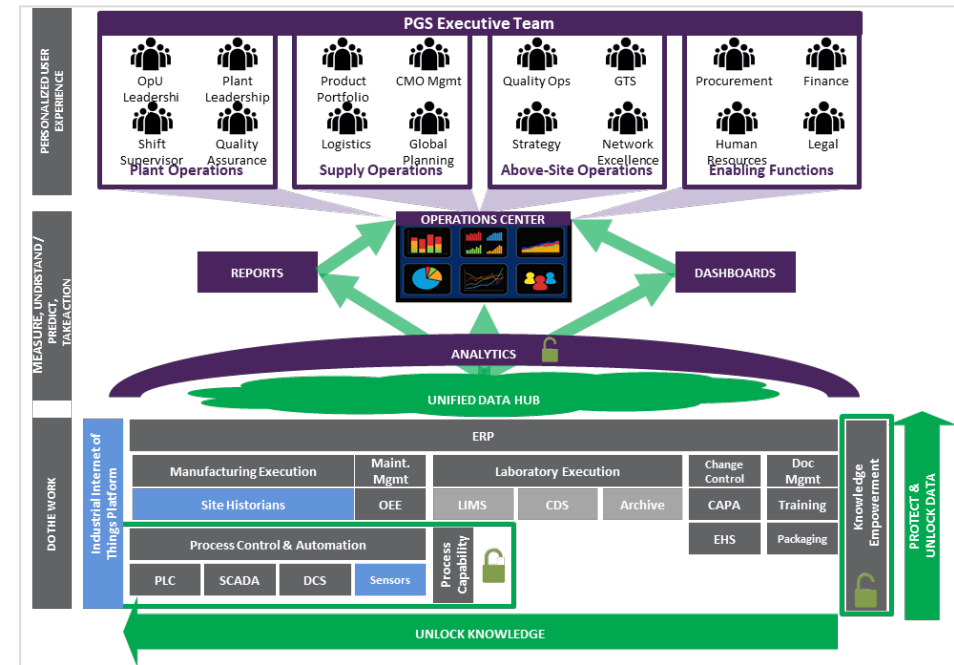 PGS Executive Team
PERSONALIZED USER
EXPERIENCE
OpU
Leadershi
Plant
Leadership
Shift
Supervisor
Quality
Assurance
Plant Operations
Product
Portfolio
CMO Mgmt
Logistics
Global
Planning
Supply Operations
Quality Ops
GTS
Strategy
Network
Excellence
Above-Site Operations
Procurement
Finance
Human
Resources
Legal
Enabling Functions
MEASURE, UNDISTAND/
PREDICT,
TAKEACTION
OPERATIONS CENTER
REPORTS
DASHBOARDS
ANALYTICS
UNIFIED DATA HUB
DO THE WORK
Industrial Internet of
Things Platform
ERP
Manufacturing Execution
Maint.
Mgmt
Laboratory Execution
Change
Control
Doc
Mgmt
Site Historians
OEE
LIMS
CDS
Archive
CAPA
Training
Process Control & Automation
EHS
Packaging
PLC
SCADA
DCS
Sensors
Process
Capability
Knowledge
Empowerment
PROTECT &
UNLOCK DATA
UNLOCK KNOWLEDGE